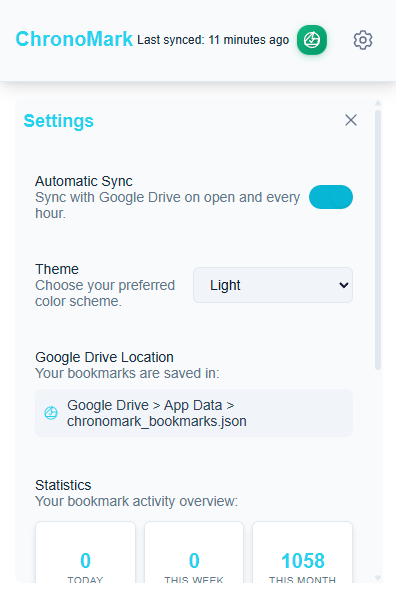 ChronoMark Last synced: 11 minutes ago
Settings
Automatic Sync
Sync with Google Drive on open and every
hour.
Theme
Choose your preferred
color scheme.
Light
Google Drive Location
Your bookmarks are saved in:
Google Drive > App Data >
chronomark_bookmarks.json
Statistics
Your bookmark activity overview:
0 0 1058
TODAY THIS WEEK THIS MONTH